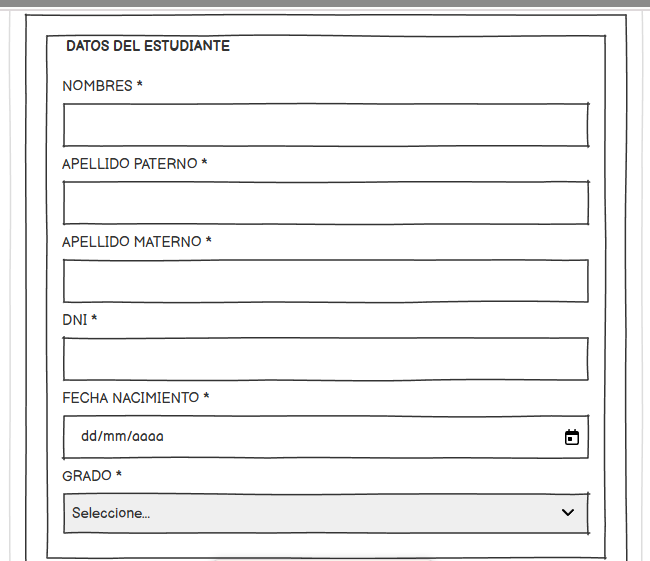 DATOS DEL ESTUDIANTE
NOMBRES *
APELLIDO PATERNO *
APELLIDO MATERNO *
DNI *
FECHA NACIMIENTO *
dd/mm/aaaa
GRADO *
Seleccione...